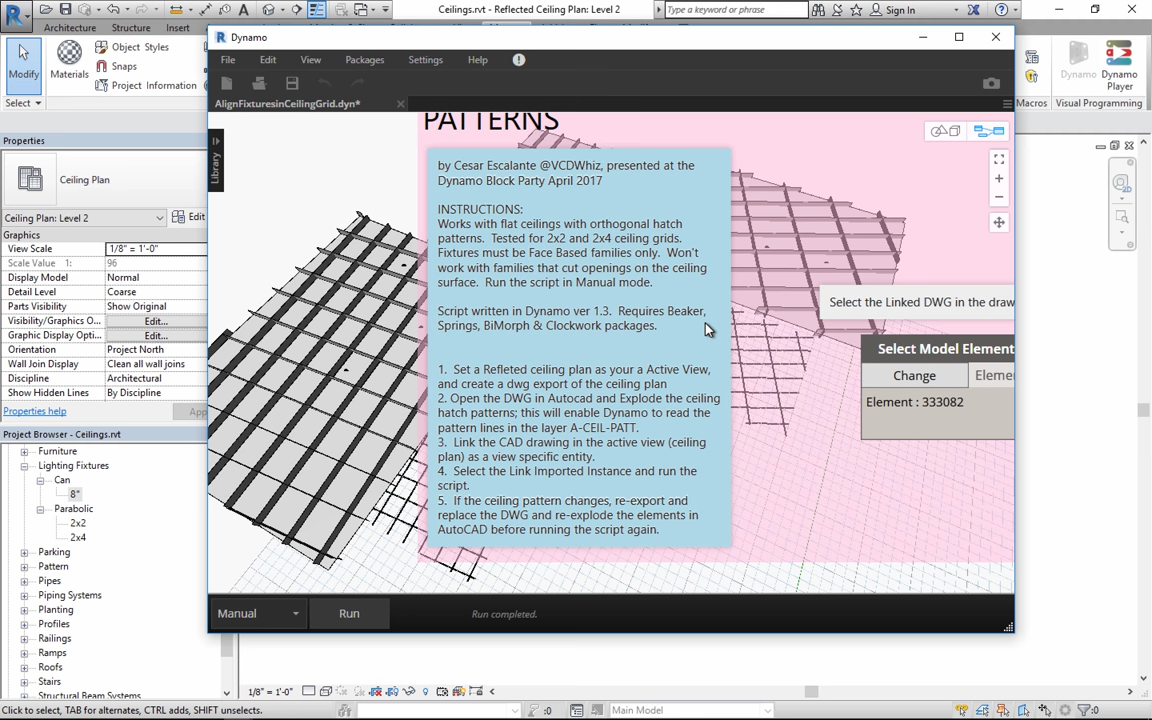 Ceilings.rvt - Reflected Ceiling Plan: Level 2
Type a keyword or phrase
Sign In
Architecture
Structure
Insert
Modify
Materials
Object Styles
Snaps
Project Information
Select
Dynamo
Dynamo
Player
Macros
Visual Programming
Properties
Ceiling Plan
Ceiling Plan: Level 2
Edit
Graphics
View Scale
1/8" = 1'-0"
Scale Value 1:
96
Display Model
Normal
Detail Level
Coarse
Parts Visibility
Show Original
Visibility/Graphics O...
Edit...
Graphic Display Opti...
Edit...
Orientation
Project North
Wall Join Display
Clean all wall joins
Discipline
Architectural
Show Hidden Lines
By Discipline
Properties help
Project Browser - Ceilings.rvt
Furniture
Lighting Fixtures
Can
8"
Parabolic
2x2
2x4
Parking
Pattern
Pipes
Piping Systems
Planting
Profiles
Railings
Ramps
Roofs
Stairs
Structural Beam Systems
Dynamo
File
Edit
View
Packages
Settings
Help
AlignFixturesinCeilingGrid.dyn*
Library
PATTERNS
by Cesar Escalante @VCDWhiz, presented at the
Dynamo Block Party April 2017
INSTRUCTIONS:
Works with flat ceilings with orthogonal hatch
patterns. Tested for 2x2 and 2x4 ceiling grids.
Fixtures must be Face Based families only. Won't
work with families that cut openings on the ceiling
surface. Run the script in Manual mode.
Script written in Dynamo ver 1.3. Requires Beaker,
Springs, BiMorph & Clockwork packages.
1. Set a Refleted ceiling plan as your a Active View,
and create a dwg export of the ceiling plan
2. Open the DWG in Autocad and Explode the ceiling
hatch patterns; this will enable Dynamo to read the
pattern lines in the layer A-CEIL-PATT.
3. Link the CAD drawing in the active view (ceiling
plan) as a view specific entity.
4. Select the Link Imported Instance and run the
script.
5. If the ceiling pattern changes, re-export and
replace the DWG and re-explode the elements in
AutoCAD before running the script again.
Select the Linked DWG in the draw
Select Model Element
Change
Eleme
Element : 333082
Manual
Run
Run completed.
1/8" = 1'-0"
Click to select, TAB for alternates, CTRL adds, SHIFT unselects.
:0
Main Model
:0